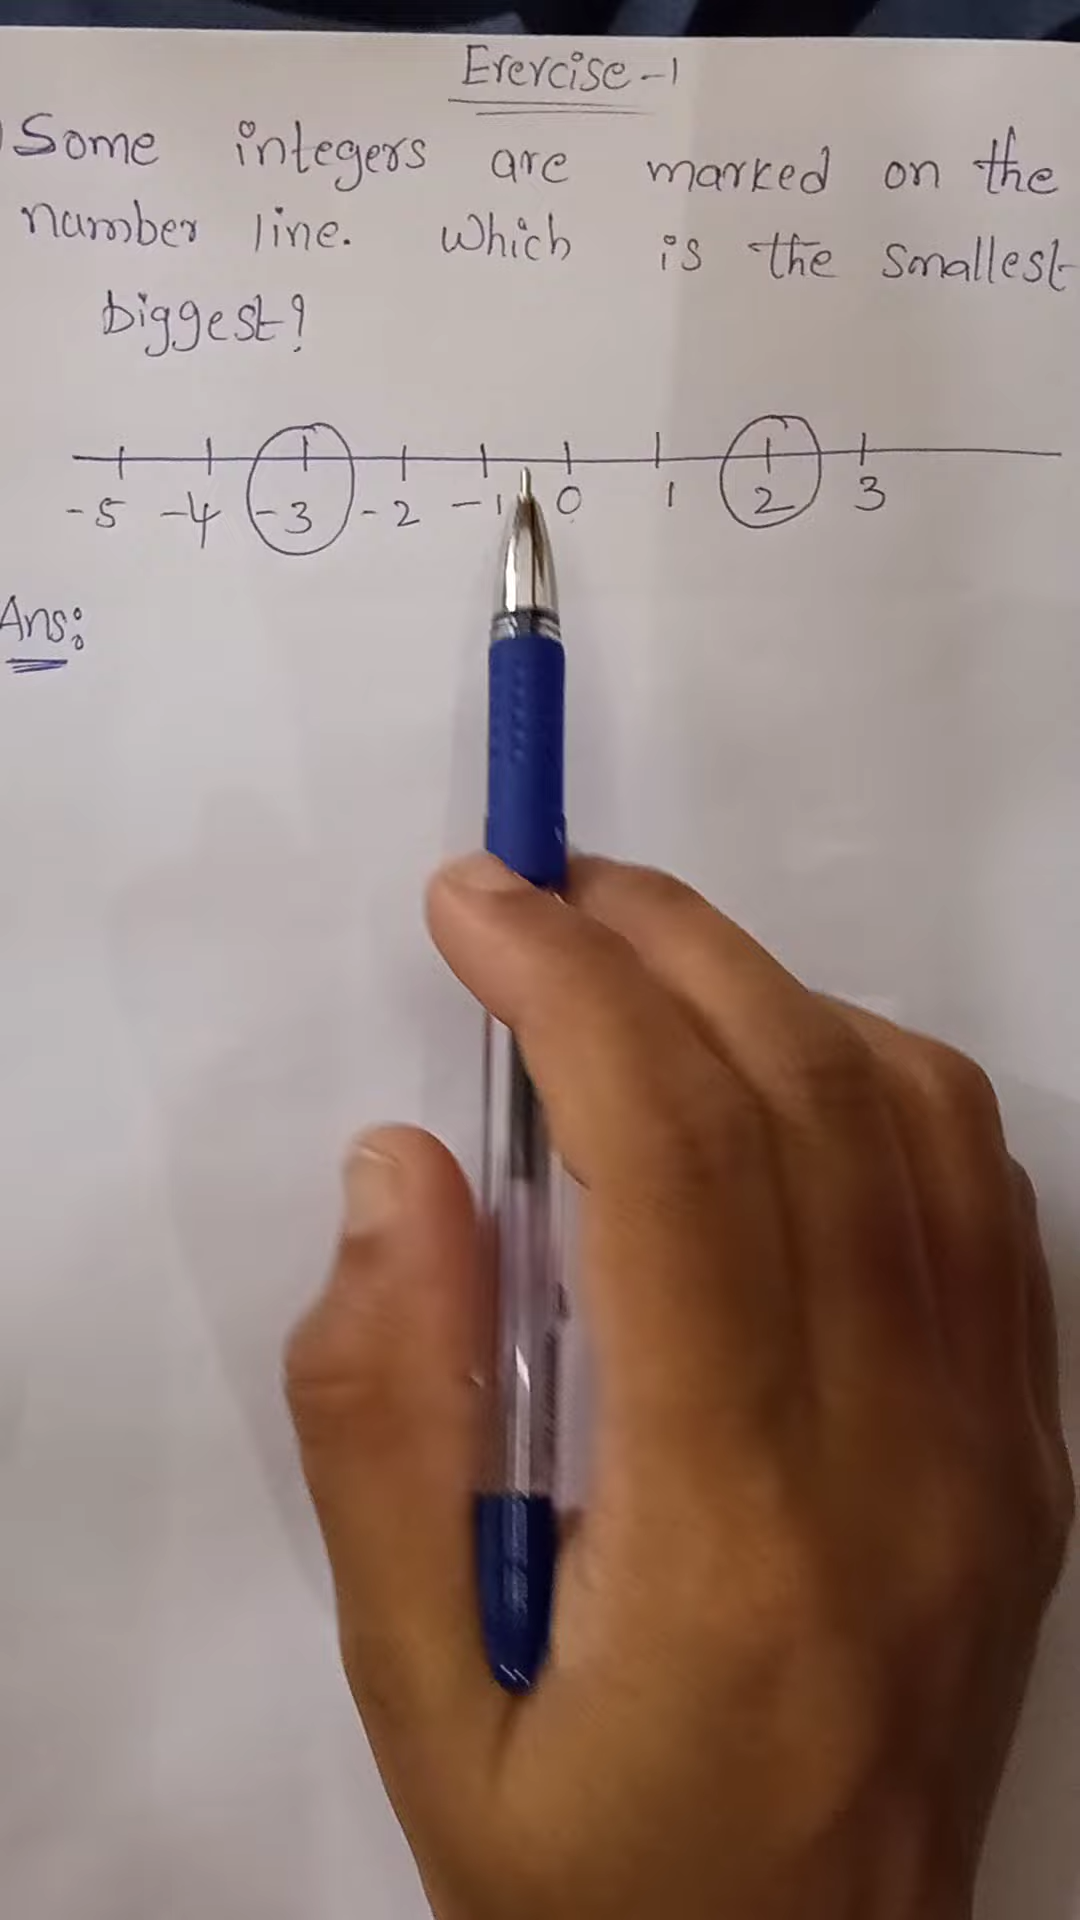 Exercise-1
Some integers are marked on the
number line. Which is the smallest
biggest?
-5 -4 -3 -2 -1 0 1 2 3
Ans: